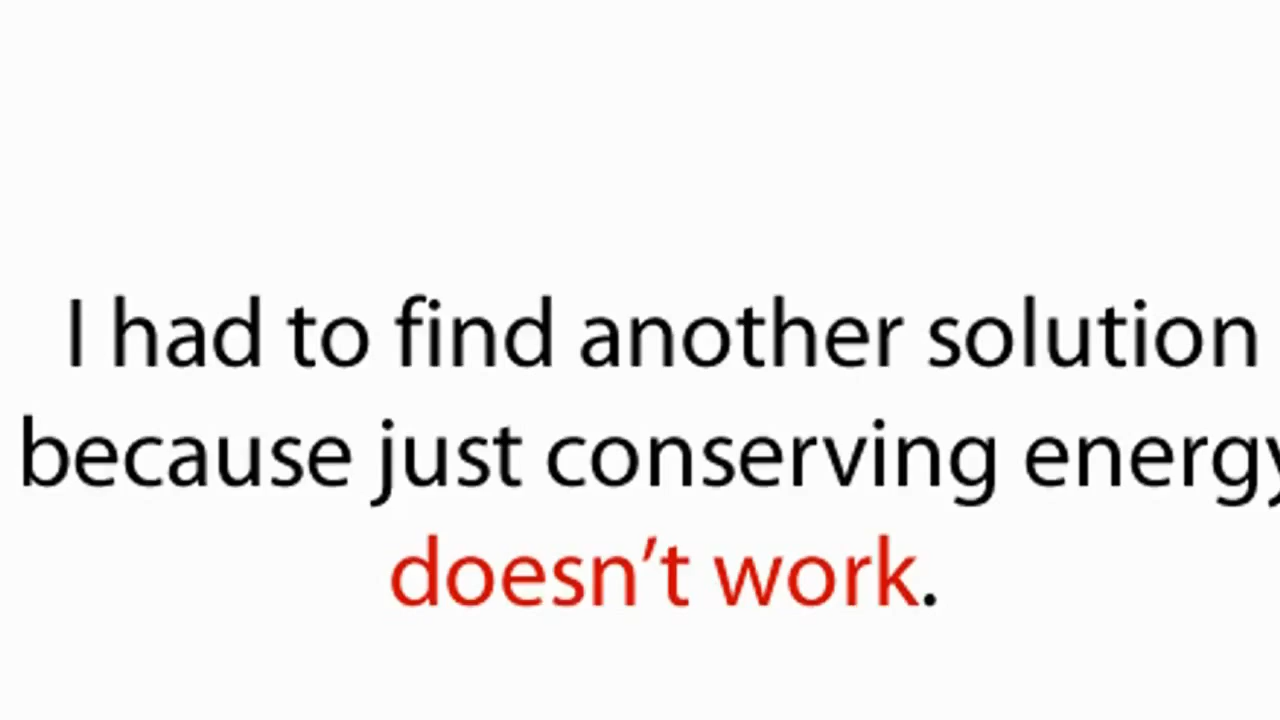 I had to find another solution
because just conserving energy
doesn’t work.